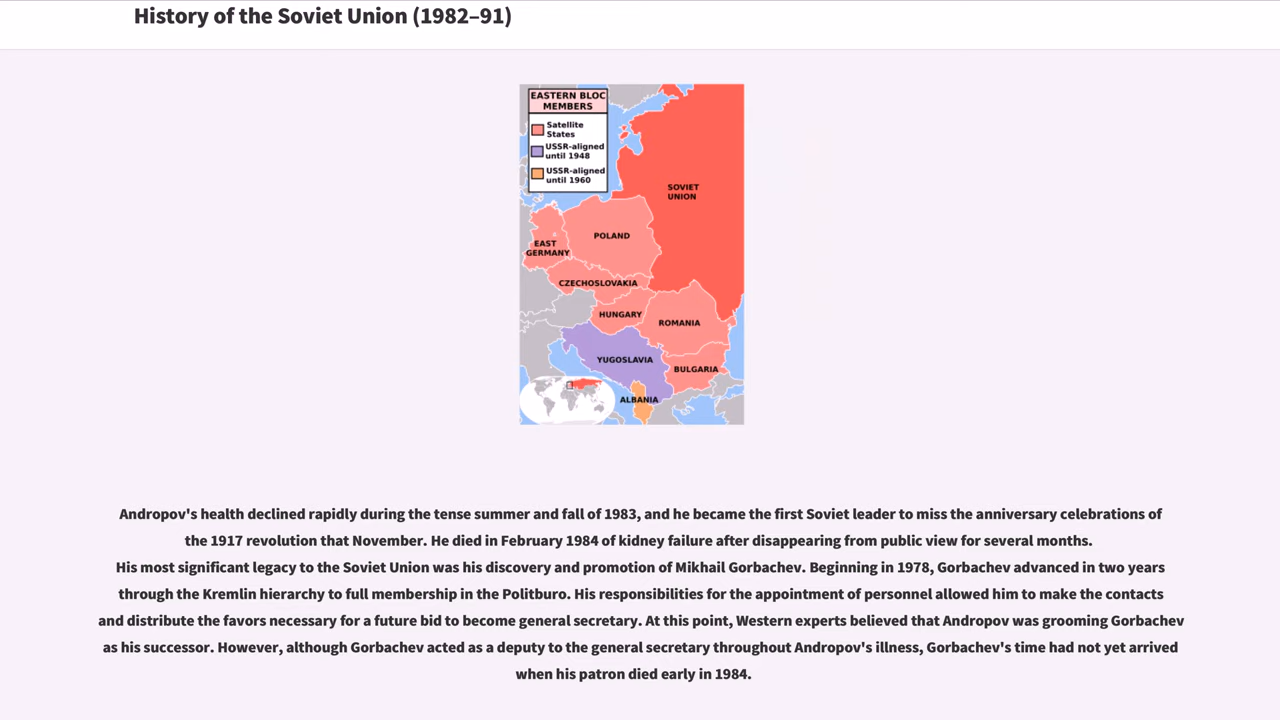 History of the Soviet Union (1982–91)
EASTERN BLOC
MEMBERS
Satellite
States
USSR-aligned
until 1948
USSR-aligned
until 1960
SOVIET
UNION
POLAND
EAST
GERMANY
CZECHOSLOVAKIA
HUNGARY
ROMANIA
YUGOSLAVIA
BULGARIA
ALBANIA
Andropov's health declined rapidly during the tense summer and fall of 1983, and he became the first Soviet leader to miss the anniversary celebrations of
the 1917 revolution that November. He died in February 1984 of kidney failure after disappearing from public view for several months.
His most significant legacy to the Soviet Union was his discovery and promotion of Mikhail Gorbachev. Beginning in 1978, Gorbachev advanced in two years
through the Kremlin hierarchy to full membership in the Politburo. His responsibilities for the appointment of personnel allowed him to make the contacts
and distribute the favors necessary for a future bid to become general secretary. At this point, Western experts believed that Andropov was grooming Gorbachev
as his successor. However, although Gorbachev acted as a deputy to the general secretary throughout Andropov's illness, Gorbachev's time had not yet arrived
when his patron died early in 1984.